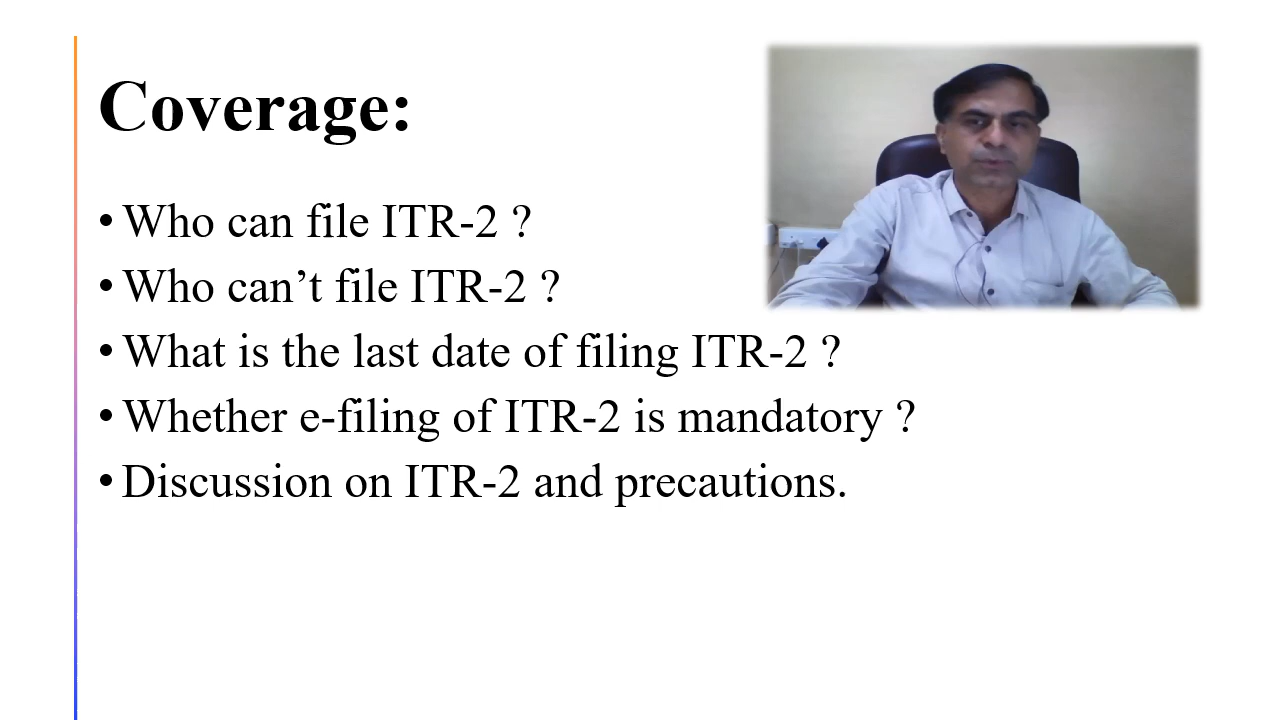 Coverage:
• Who can file ITR-2 ?
• Who can’t file ITR-2 ?
• What is the last date of filing ITR-2 ?
• Whether e-filing of ITR-2 is mandatory ?
• Discussion on ITR-2 and precautions.